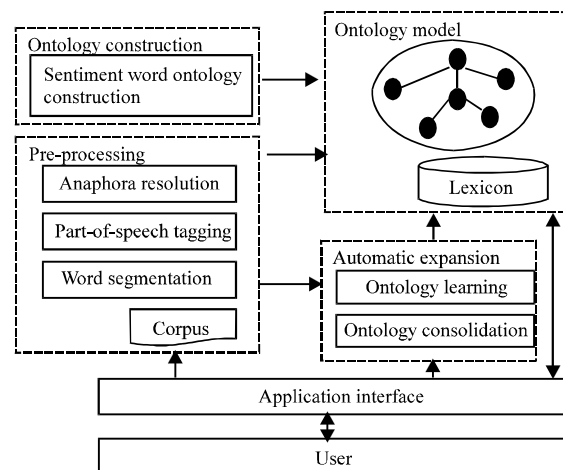 Ontology construction
Sentiment word ontology
construction
Pre-processing
Anaphora resolution
Part-of-speech tagging
Word segmentation
Corpus
Ontology model
Lexicon
Automatic expansion
Ontology learning
Ontology consolidation
Application interface
User